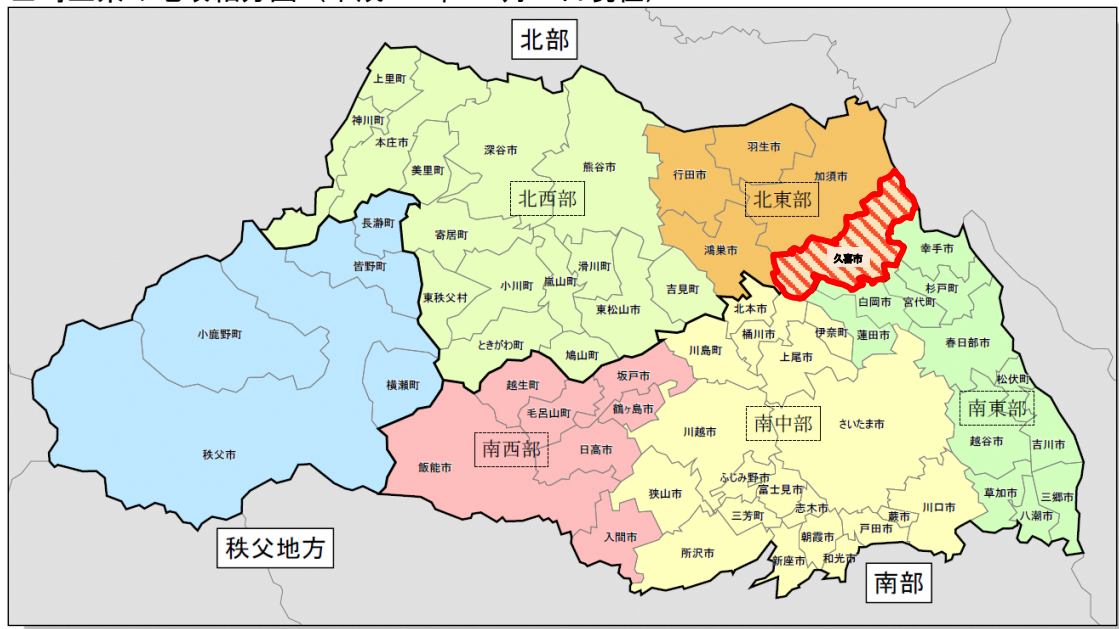 北部
上里町
神川町
本庄市
美里町
深谷市
熊谷市
北西部
行田市
羽生市
加須市
北東部
鴻巣市
久喜市
長瀞町
皆野町
寄居町
小川町
嵐山町
滑川町
東秩父村
東松山市
吉見町
ときがわ町
鳩山町
幸手市
杉戸町
宮代町
白岡市
蓮田市
春日部市
松伏町
南東部
越谷市
吉川市
草加市
三郷市
八潮市
小鹿野町
横瀬町
秩父市
秩父地方
越生町
毛呂山町
坂戸市
鶴ヶ島市
南西部
日高市
飯能市
入間市
北本市
桶川市
伊奈町
上尾市
川島町
川越市
南中部
さいたま市
ふじみ野市
富士見市
狭山市
三芳町
志木市
所沢市
新座市
朝霞市
和光市
戸田市
蕨市
川口市
南部